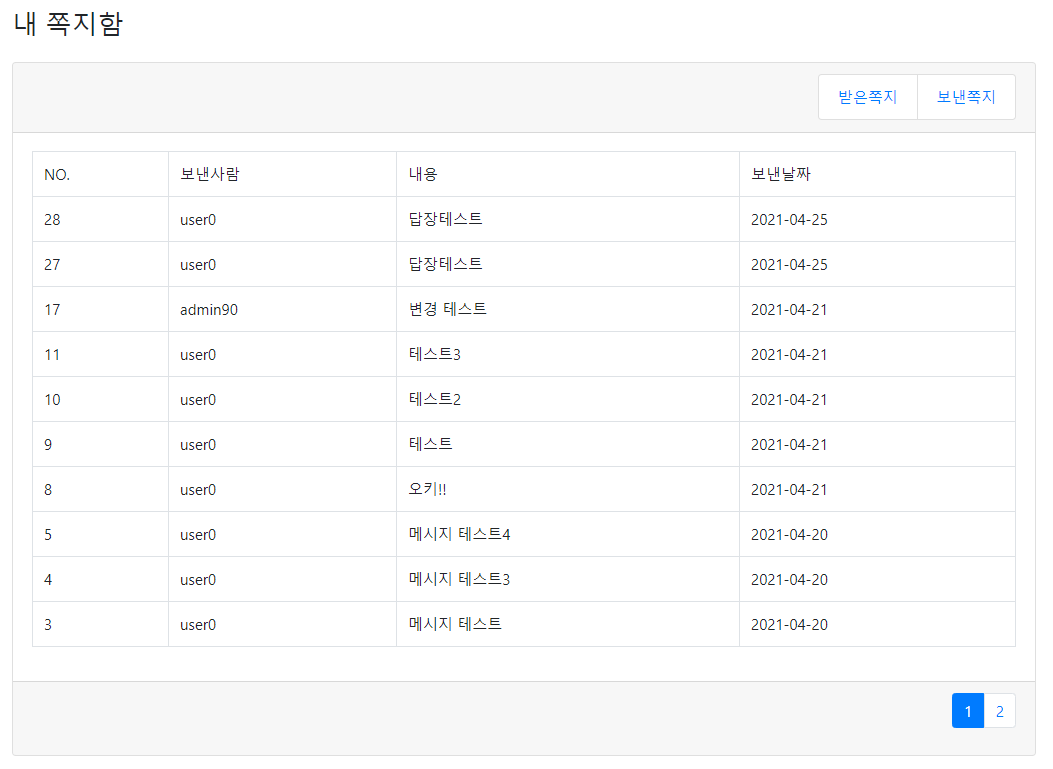 내 쪽지함
받은쪽지 보낸쪽지
NO. 보낸사람 내용 보낸날짜
28 user0 답장테스트 2021-04-25
27 user0 답장테스트 2021-04-25
17 admin90 변경 테스트 2021-04-21
11 user0 테스트3 2021-04-21
10 user0 테스트2 2021-04-21
9 user0 테스트 2021-04-21
8 user0 오키!! 2021-04-21
5 user0 메시지 테스트4 2021-04-20
4 user0 메시지 테스트3 2021-04-20
3 user0 메시지 테스트 2021-04-20
1 2